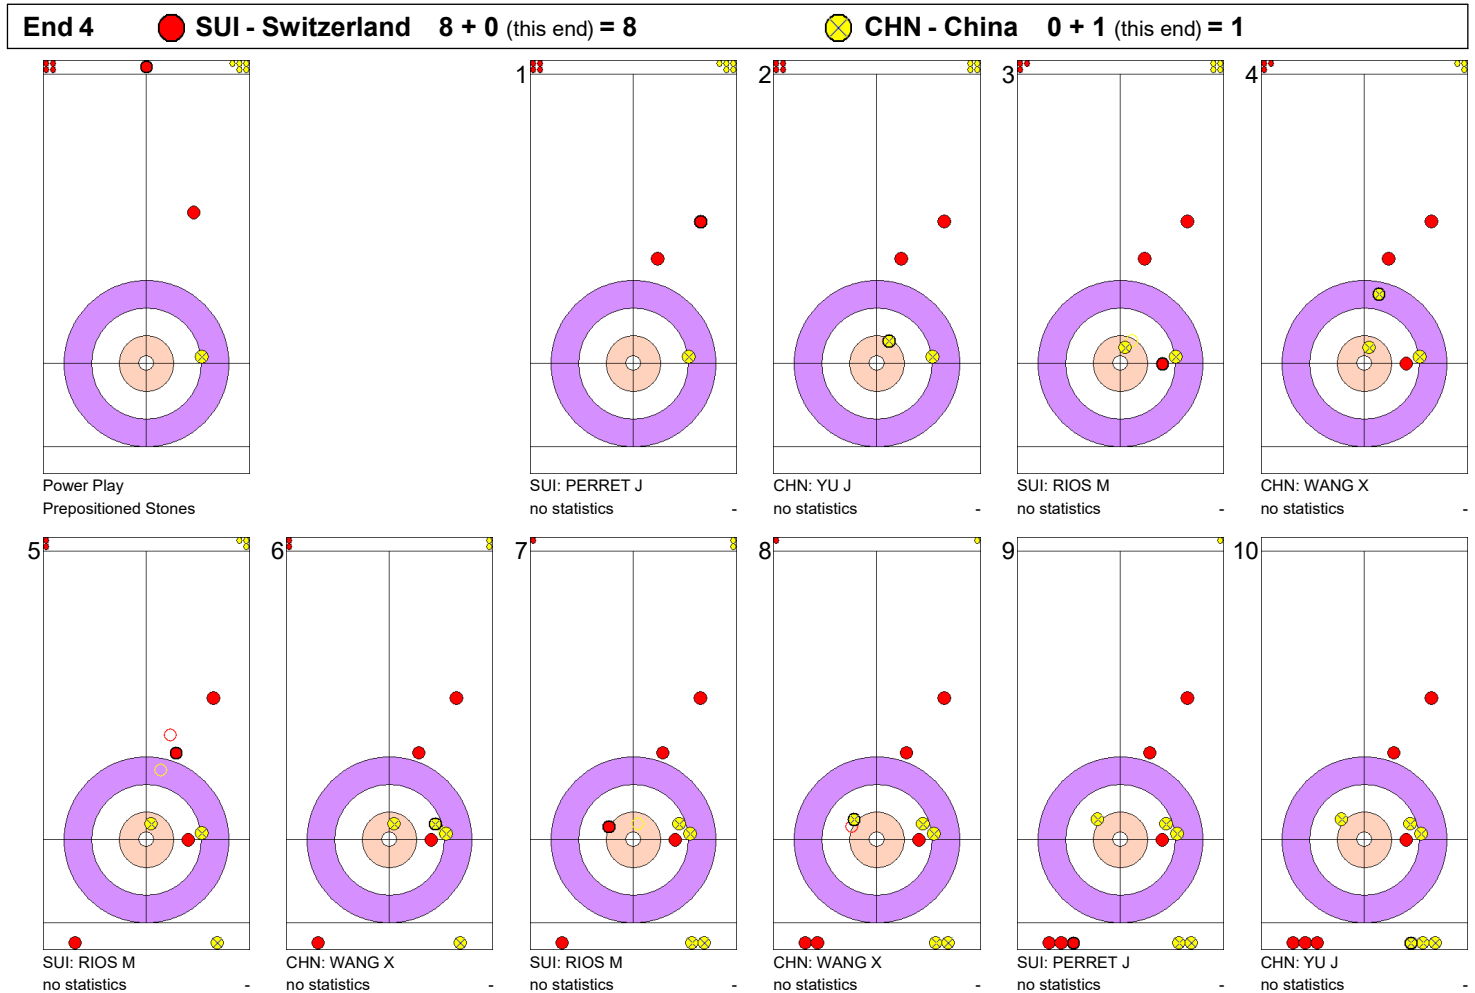 End 4 SUI - Switzerland 8 + 0 (this end) = 8 CHN - China 0 + 1 (this end) = 1
1 2 3 4
Power Play SUI: PERRET J CHN: YU J SUI: RIOS M CHN: WANG X
Prepositioned Stones no statistics - no statistics - no statistics - no statistics -
5 6 7 8 9 10
SUI: RIOS M CHN: WANG X SUI: RIOS M CHN: WANG X SUI: PERRET J CHN: YU J
no statistics - no statistics - no statistics - no statistics - no statistics - no statistics -